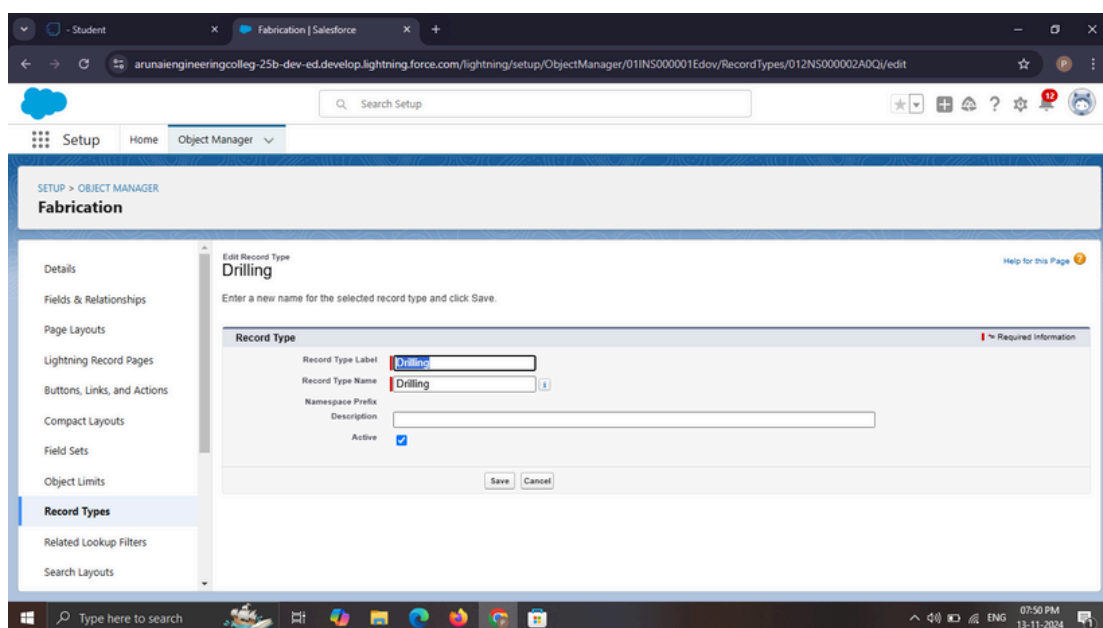 - Student
Fabrication | Salesforce
arunaiengineeringcolleg-25b-dev-ed.develop.lightning.force.com/lightning/setup/ObjectManager/01INS000001Edov/RecordTypes/012NS000002A0Qi/edit
P
Search Setup
12
Setup
Home
Object Manager
SETUP > OBJECT MANAGER
Fabrication
Details
Fields & Relationships
Page Layouts
Lightning Record Pages
Buttons, Links, and Actions
Compact Layouts
Field Sets
Object Limits
Record Types
Related Lookup Filters
Search Layouts
Edit Record Type
Drilling
Help for this Page
Enter a new name for the selected record type and click Save.
Record Type
= Required Information
Record Type Label Drilling
Record Type Name Drilling
Namespace Prefix
Description
Active
Save Cancel
Type here to search
ENG
07:50 PM
13-11-2024